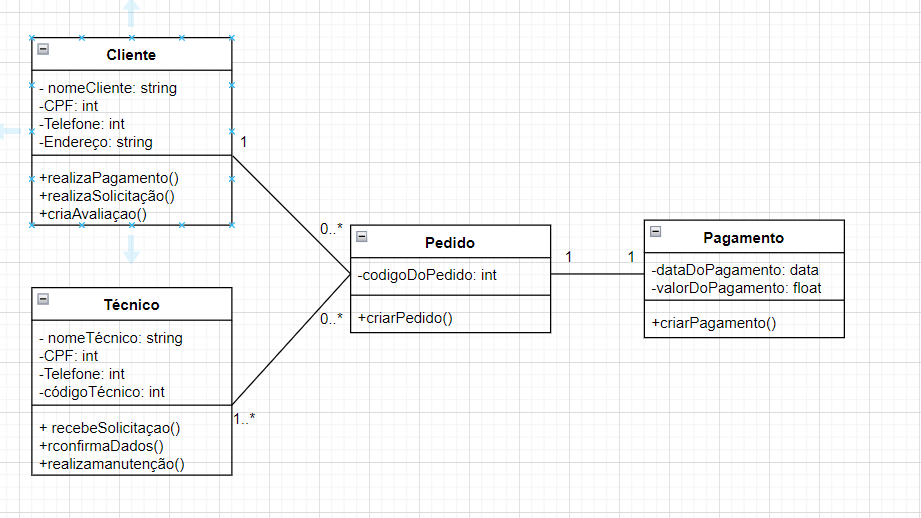 Cliente
- nomeCliente: string
-CPF: int
-Telefone: int
-Endereço: string
+realizaPagamento()
+realizaSolicitação()
+criaAvaliaçao()
1
0..*
Pedido
-codigoDoPedido: int
+criarPedido()
1
1
Pagamento
-dataDoPagamento: data
-valorDoPagamento: float
+criarPagamento()
Técnico
- nomeTécnico: string
-CPF: int
-Telefone: int
-códigoTécnico: int
+ recebeSolicitaçao()
+rconfirmaDados()
+realizamanutenção()
0..*
1..*